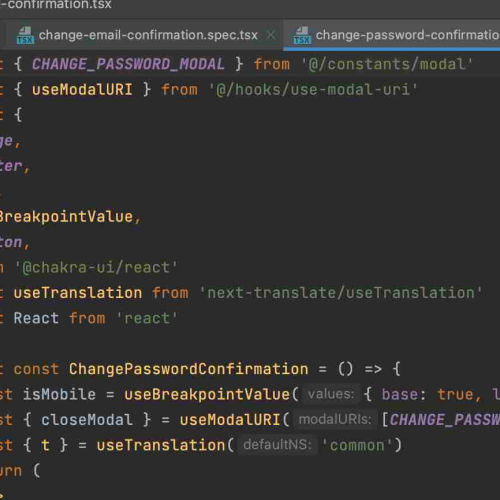 -confirmation.tsx
change-email-confirmation.spec.tsx × change-password-confirmatio
t { CHANGE_PASSWORD_MODAL } from '@/constants/modal'
t { useModalURI } from '@/hooks/use-modal-uri'
t {
ge,
ter,
,
BreakpointValue,
ton,
m '@chakra-ui/react'
t useTranslation from 'next-translate/useTranslation'
t React from 'react'
t const ChangePasswordConfirmation = () => {
st isMobile = useBreakpointValue( values: { base: true, l
st { closeModal } = useModalURI( modalURIs: [CHANGE_PASSW
st { t } = useTranslation( defaultNS: 'common')
urn (